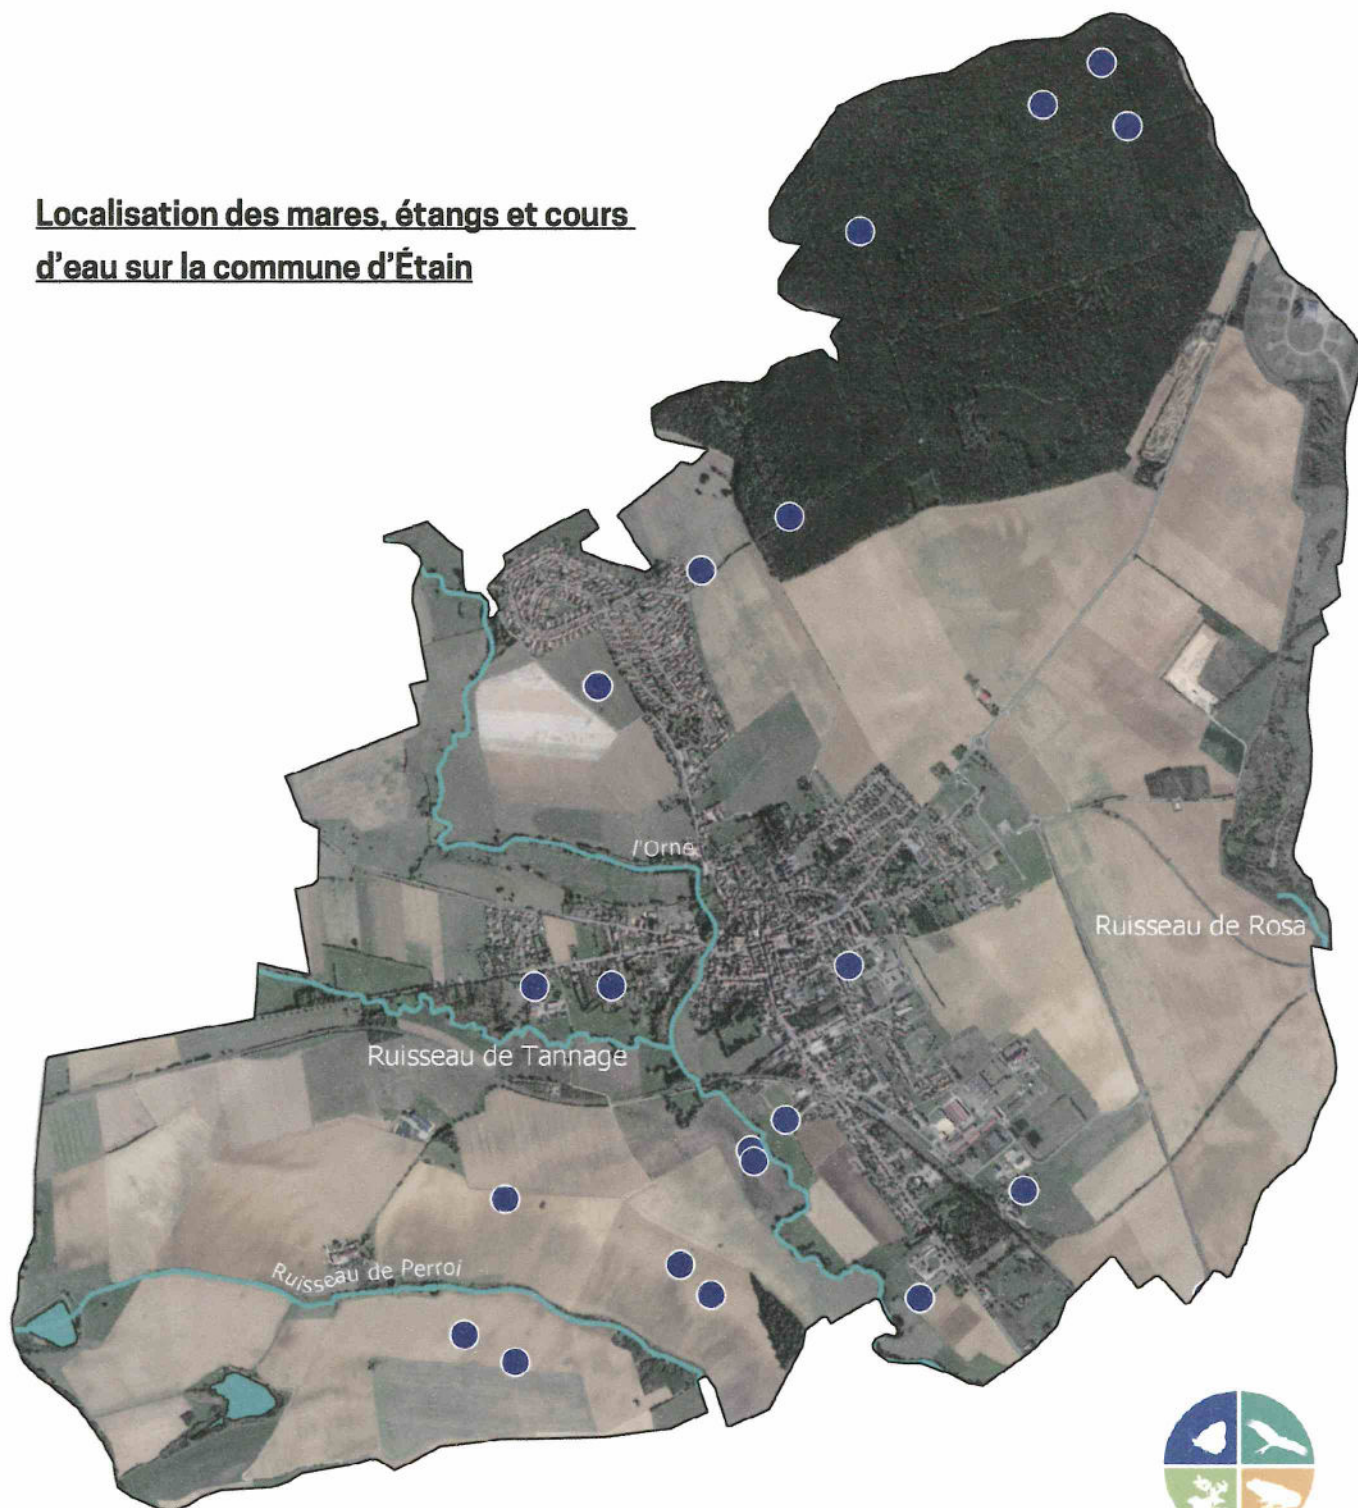 Localisation des mares, étangs et cours
d'eau sur la commune d'Étain
l'Orne
Ruisseau de Rosa
Ruisseau de Tannage
Ruisseau de Perroi